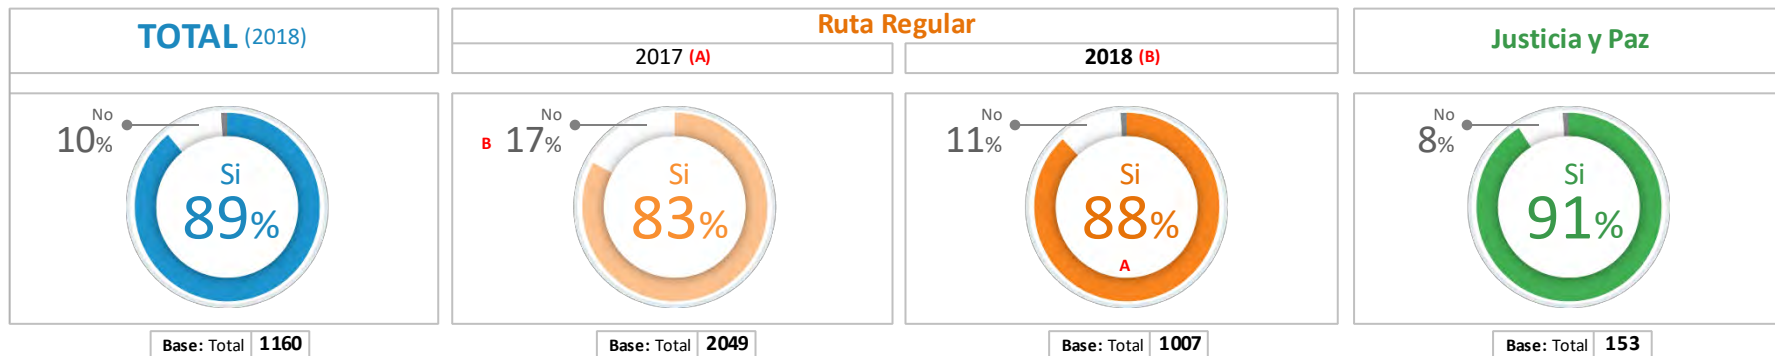 TOTAL (2018)
Ruta Regular
2017 (A)
2018 (B)
Justicia y Paz
No
10%
Si
89%
B
No
17%
Si
83%
No
11%
Si
88%
A
No
8%
Si
91%
Base: Total 1160
Base: Total 2049
Base: Total 1007
Base: Total 153